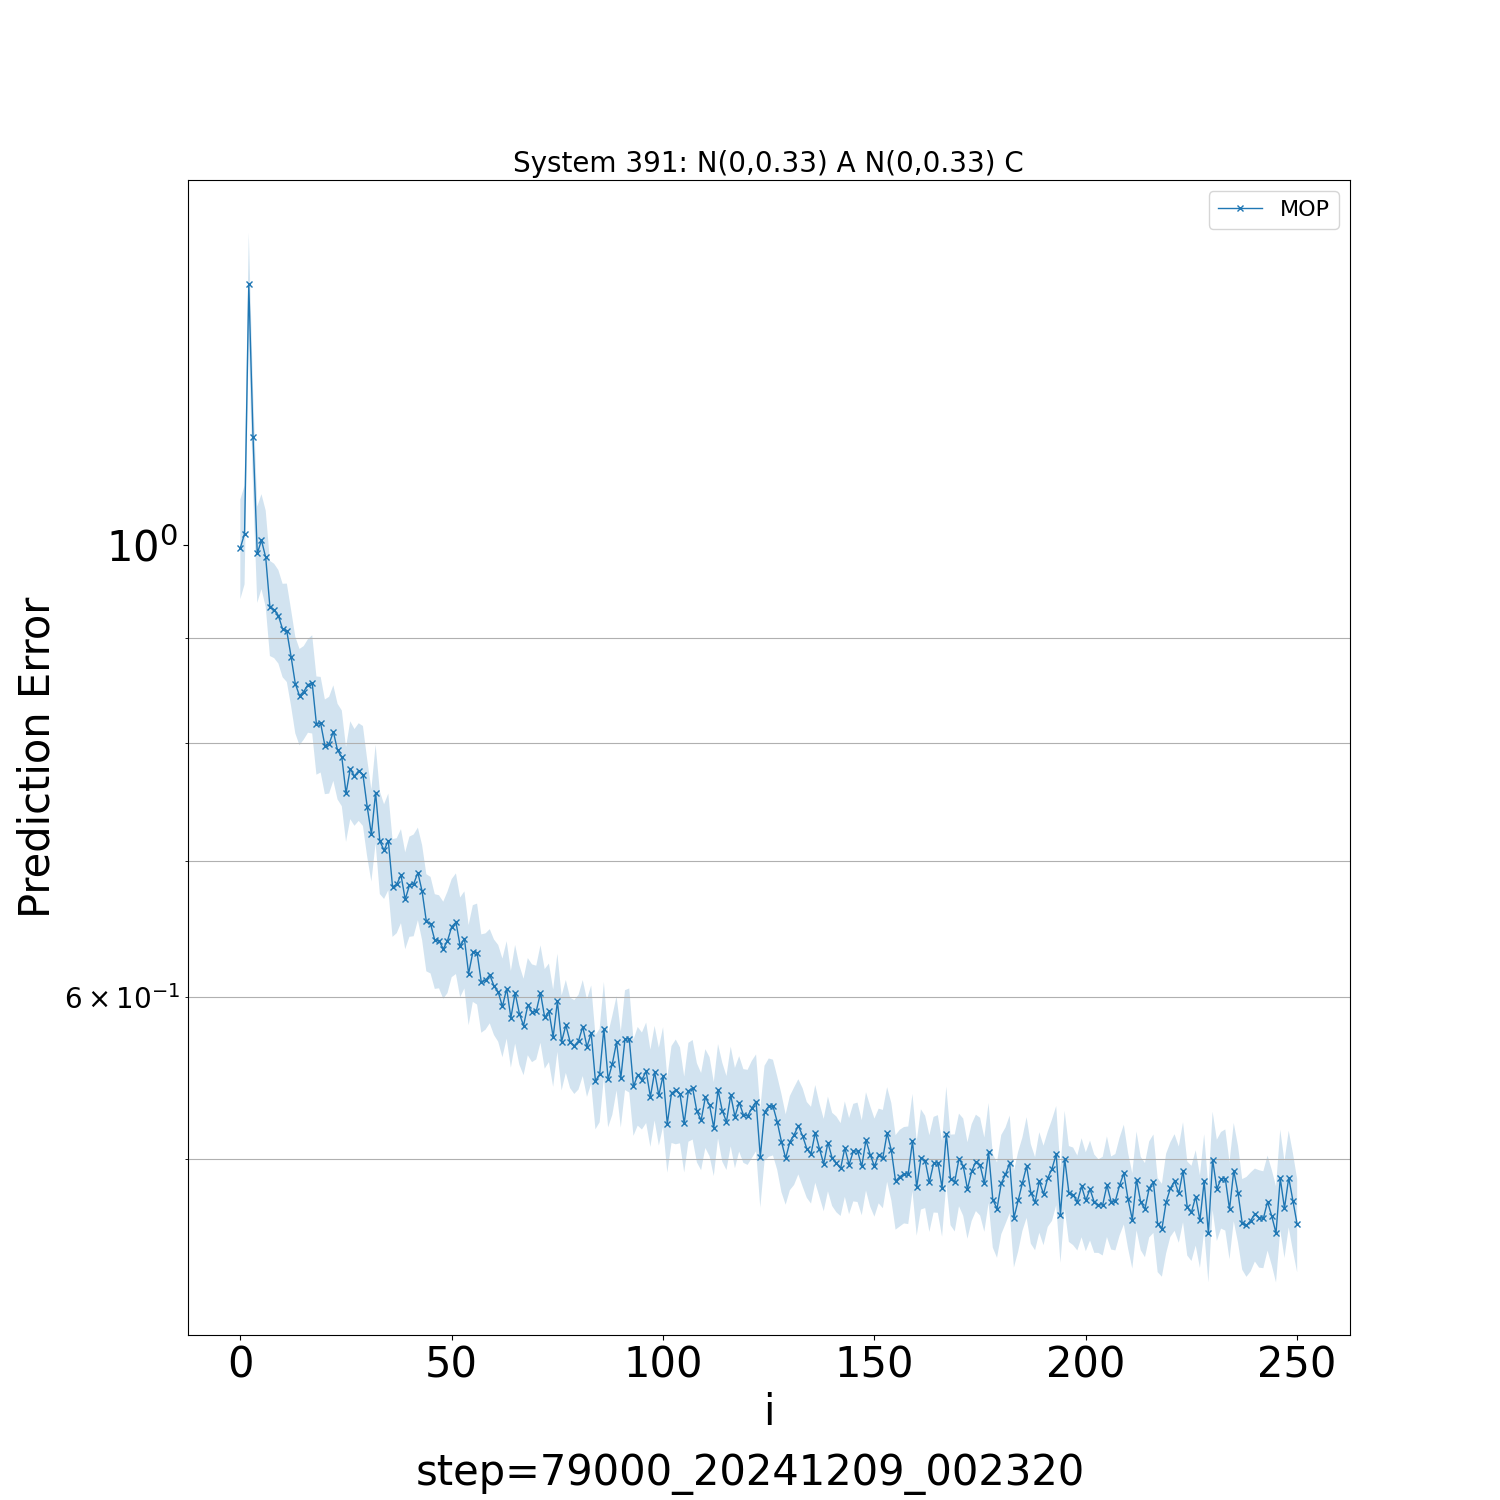 System 391: N(0,0.33) A N(0,0.33) C
MOP
10⁰
6 × 10⁻¹
Prediction Error
0 50 100 150 200 250
i
step=79000_20241209_002320